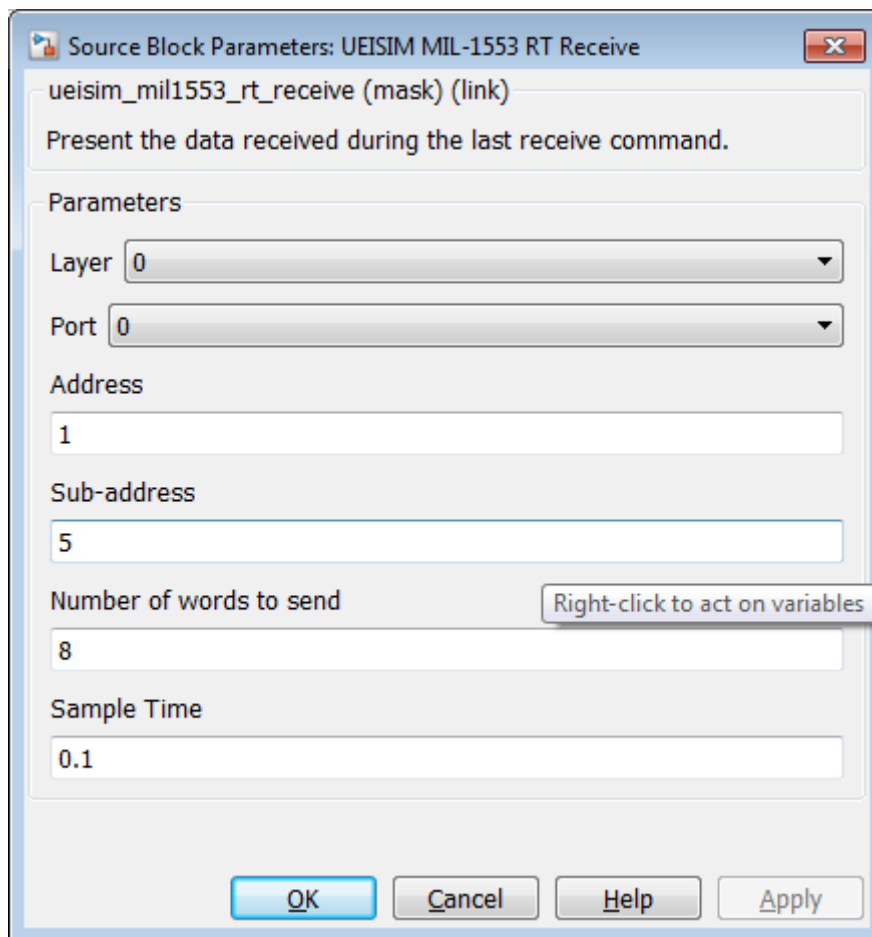 Source Block Parameters: UEISIM MIL-1553 RT Receive
ueisim_mil1553_rt_receive (mask) (link)
Present the data received during the last receive command.
Parameters
Layer 0
Port 0
Address
1
Sub-address
5
Number of words to send
Right-click to act on variables
8
Sample Time
0.1
OK Cancel Help Apply